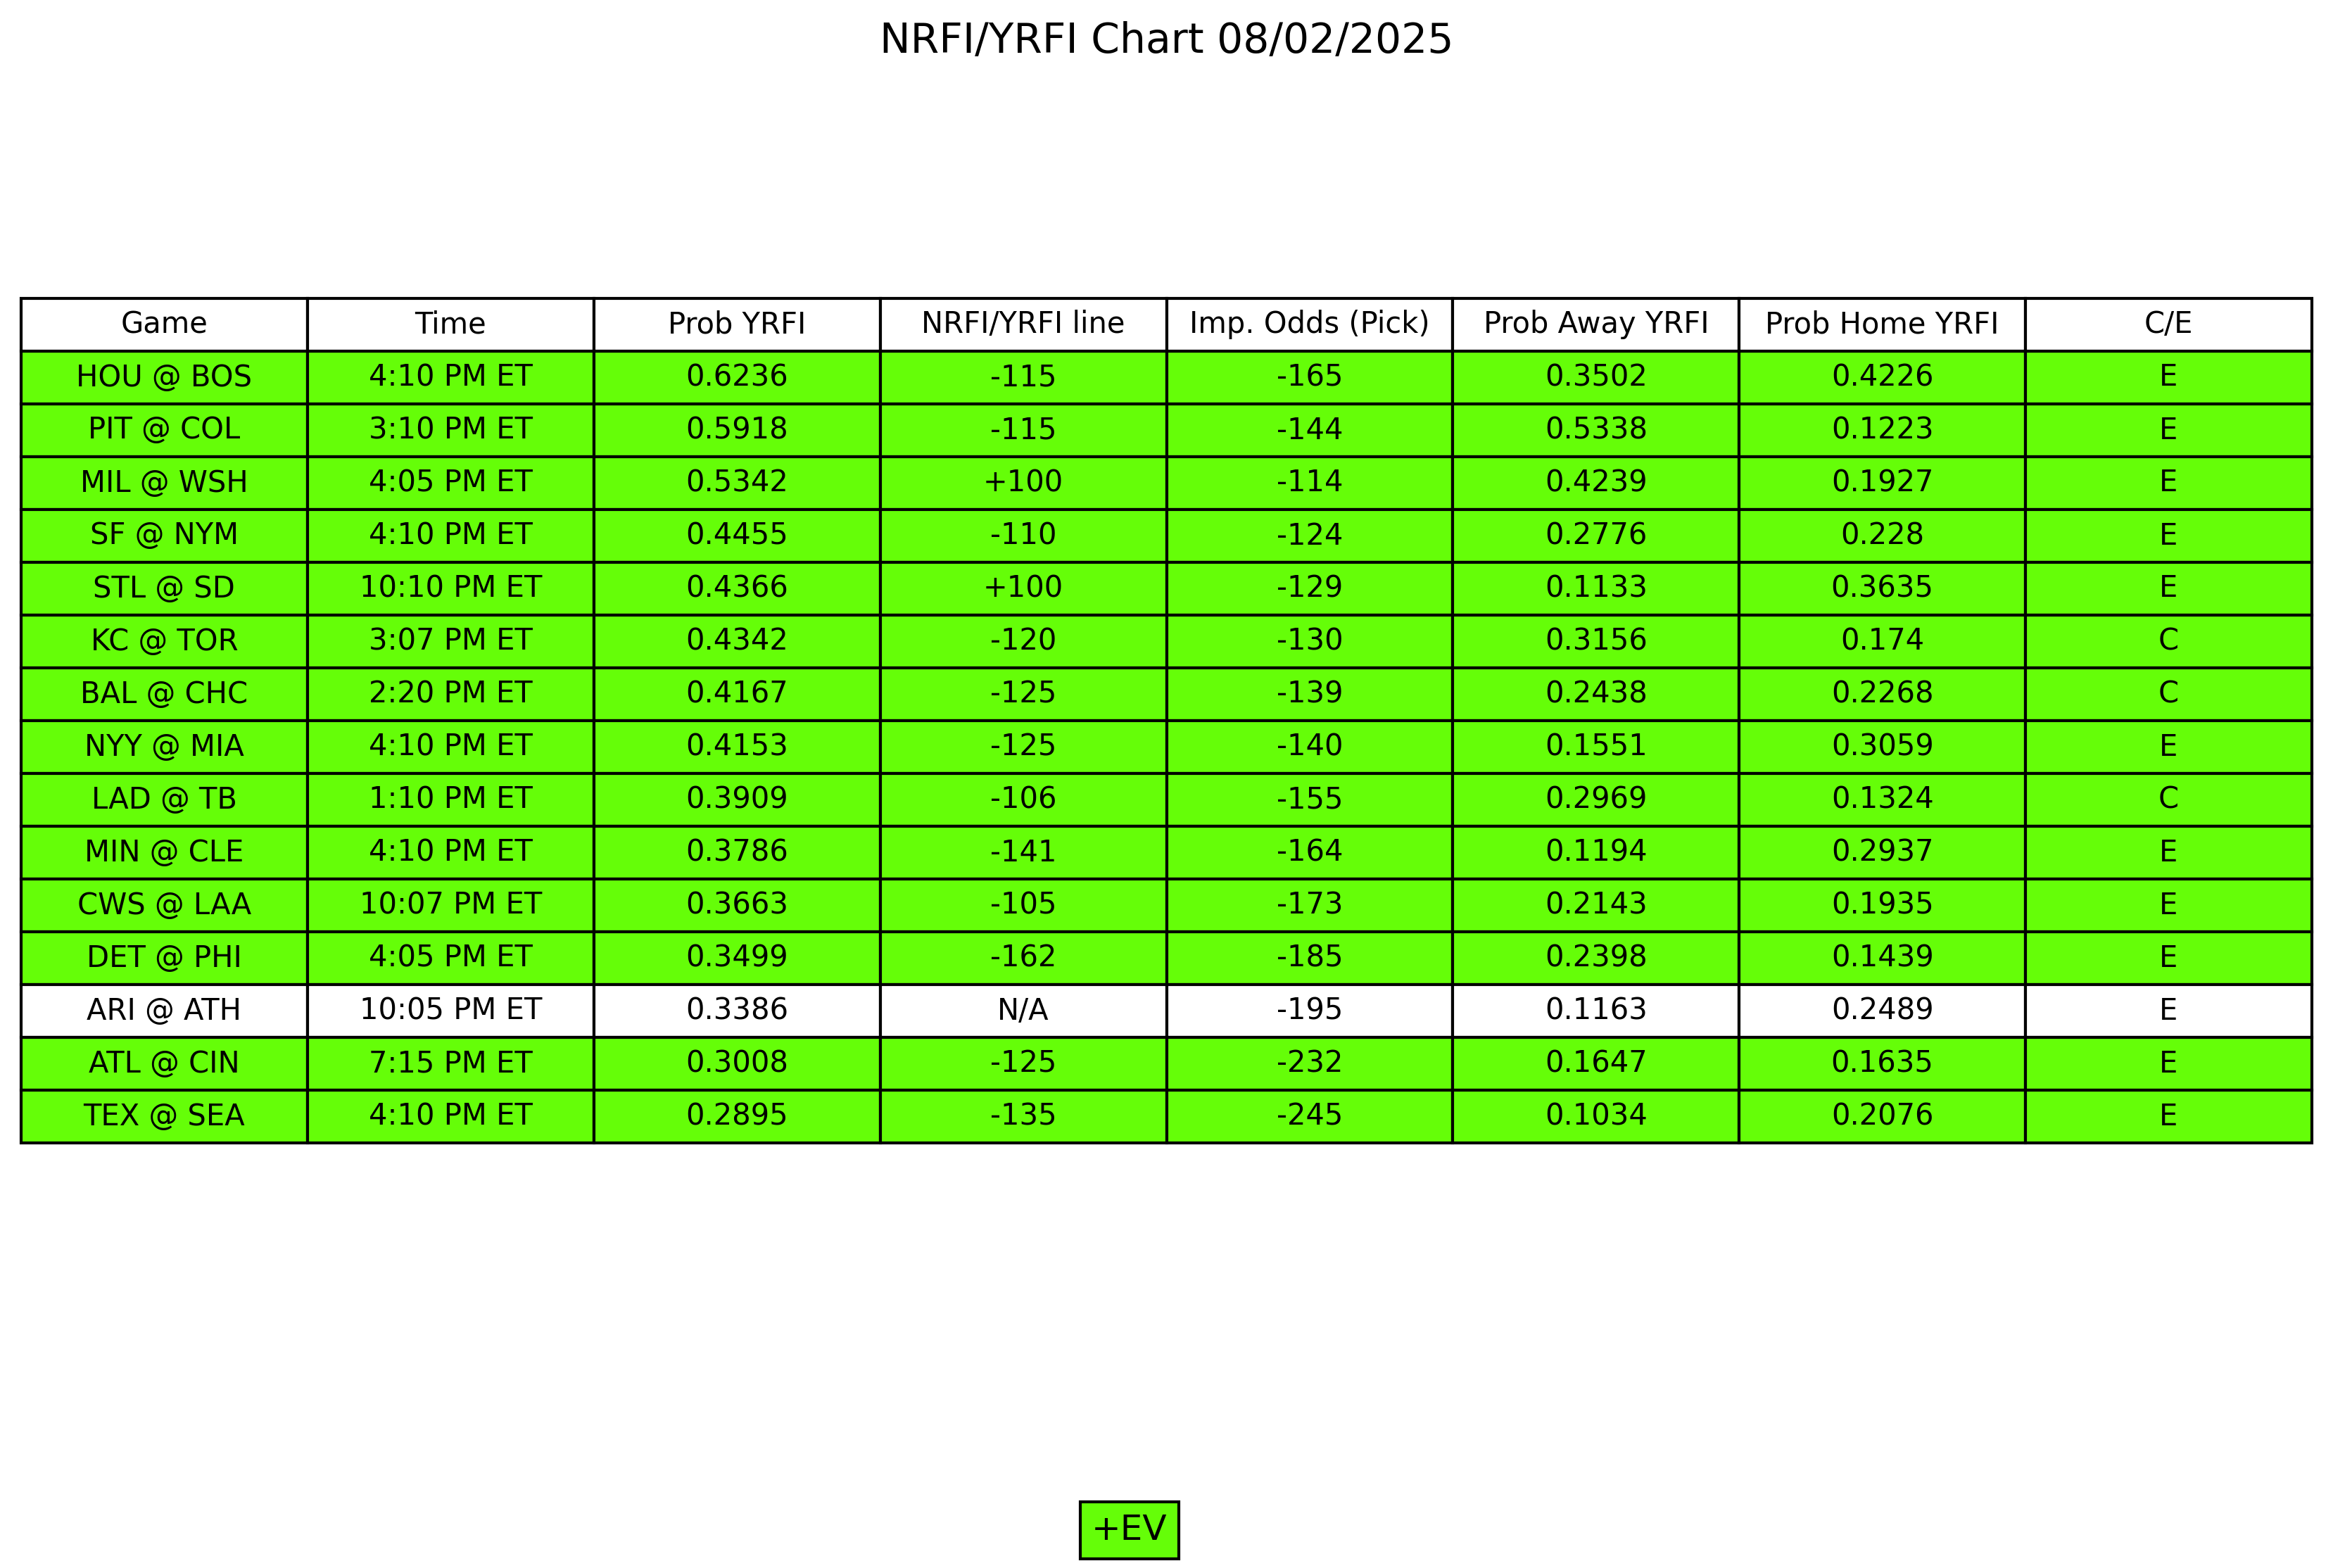 NRFI/YRFI Chart 08/02/2025
Game Time Prob YRFI NRFI/YRFI line Imp. Odds (Pick) Prob Away YRFI Prob Home YRFI C/E
HOU @ BOS 4:10 PM ET 0.6236 -115 -165 0.3502 0.4226 E
PIT @ COL 3:10 PM ET 0.5918 -115 -144 0.5338 0.1223 E
MIL @ WSH 4:05 PM ET 0.5342 +100 -114 0.4239 0.1927 E
SF @ NYM 4:10 PM ET 0.4455 -110 -124 0.2776 0.228 E
STL @ SD 10:10 PM ET 0.4366 +100 -129 0.1133 0.3635 E
KC @ TOR 3:07 PM ET 0.4342 -120 -130 0.3156 0.174 C
BAL @ CHC 2:20 PM ET 0.4167 -125 -139 0.2438 0.2268 C
NYY @ MIA 4:10 PM ET 0.4153 -125 -140 0.1551 0.3059 E
LAD @ TB 1:10 PM ET 0.3909 -106 -155 0.2969 0.1324 C
MIN @ CLE 4:10 PM ET 0.3786 -141 -164 0.1194 0.2937 E
CWS @ LAA 10:07 PM ET 0.3663 -105 -173 0.2143 0.1935 E
DET @ PHI 4:05 PM ET 0.3499 -162 -185 0.2398 0.1439 E
ARI @ ATH 10:05 PM ET 0.3386 N/A -195 0.1163 0.2489 E
ATL @ CIN 7:15 PM ET 0.3008 -125 -232 0.1647 0.1635 E
TEX @ SEA 4:10 PM ET 0.2895 -135 -245 0.1034 0.2076 E
+EV